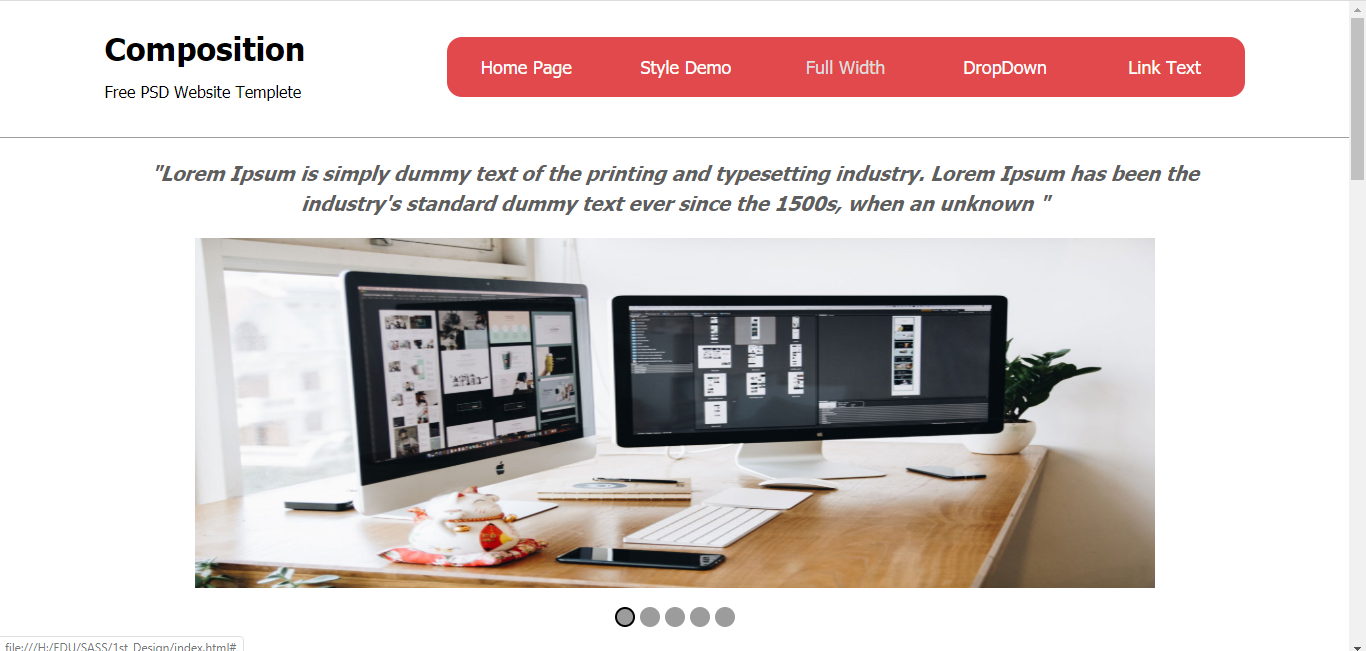 Composition
Free PSD Website Templete
Home Page Style Demo Full Width DropDown Link Text
"Lorem Ipsum is simply dummy text of the printing and typesetting industry. Lorem Ipsum has been the
industry's standard dummy text ever since the 1500s, when an unknown "
file:///H:/EDU/SASS/1st_Design/index.html#